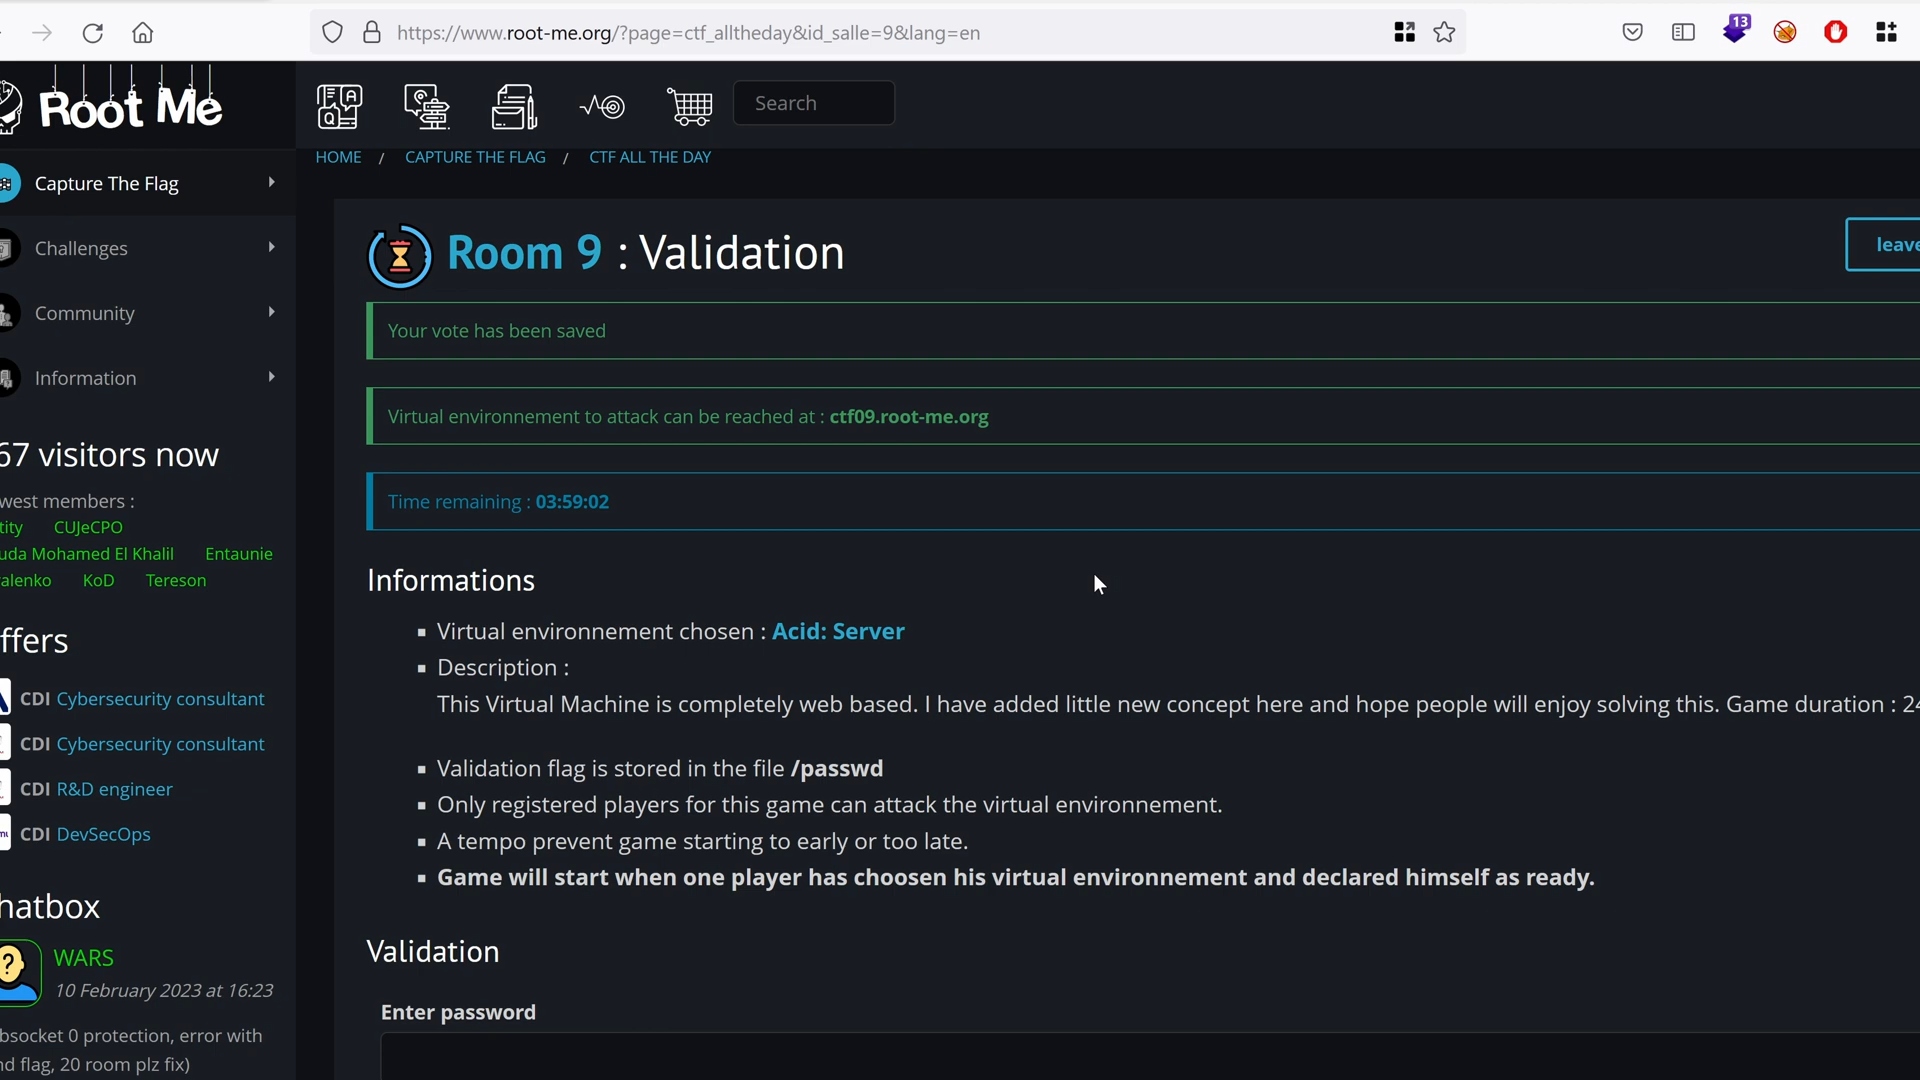 https://www.root-me.org/?page=ctf_alltheday&id_salle=9&lang=en
13
Root Me
Search
HOME / CAPTURE THE FLAG / CTF ALL THE DAY
Capture The Flag
Challenges
Community
Information
67 visitors now
west members :
tity CUJeCPO
uda Mohamed El Khalil Entaunie
alenko KoD Tereson
ffers
CDI Cybersecurity consultant
CDI Cybersecurity consultant
CDI R&D engineer
CDI DevSecOps
hatbox
WARS
10 February 2023 at 16:23
bsocket 0 protection, error with
nd flag, 20 room plz fix)
Room 9 : Validation
leave
Your vote has been saved
Virtual environnement to attack can be reached at : ctf09.root-me.org
Time remaining : 03:59:02
Informations
Virtual environnement chosen : Acid: Server
Description :
This Virtual Machine is completely web based. I have added little new concept here and hope people will enjoy solving this. Game duration : 24
Validation flag is stored in the file /passwd
Only registered players for this game can attack the virtual environnement.
A tempo prevent game starting to early or too late.
Game will start when one player has choosen his virtual environnement and declared himself as ready.
Validation
Enter password